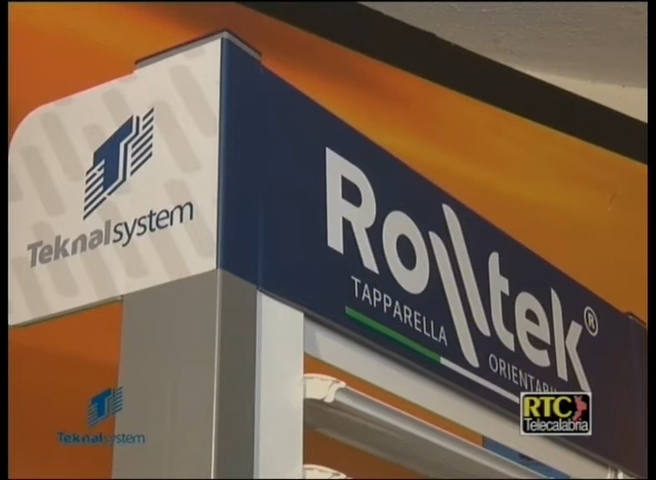 Teknalsystem
Rolltek®
TAPPARELLA
Teknalsystem
RTC
Telecalabria